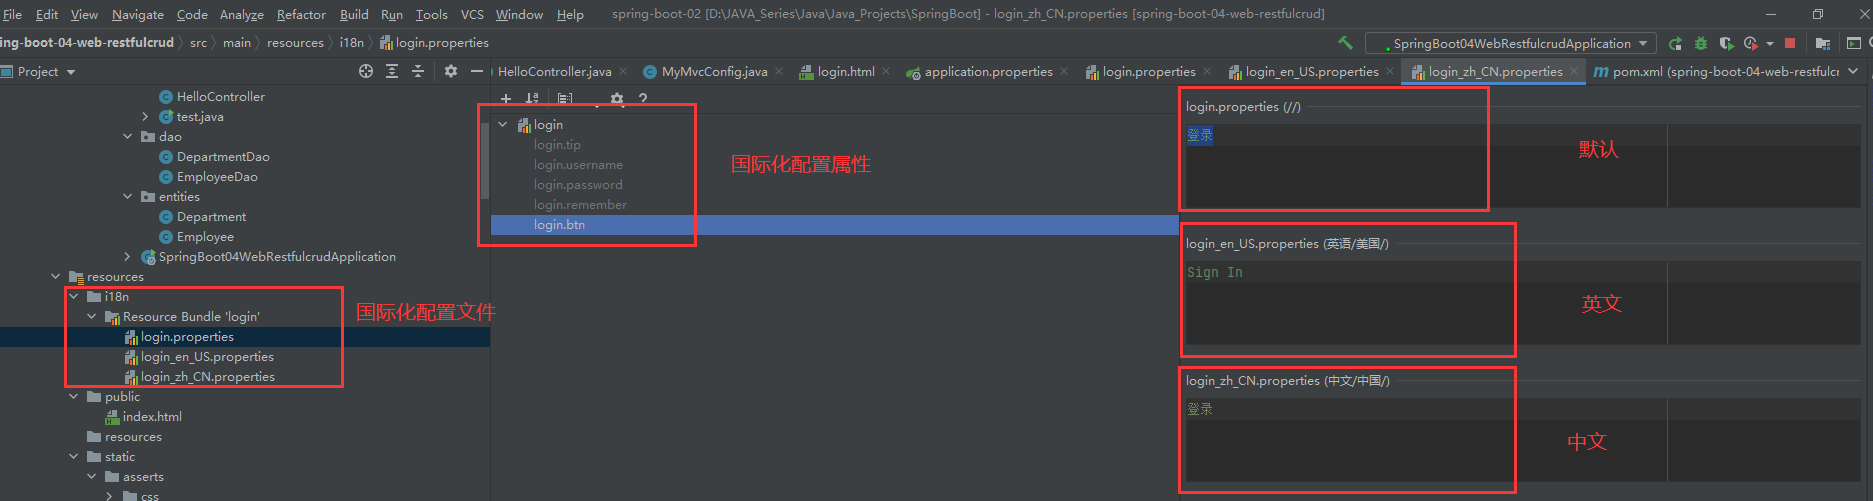 File Edit View Navigate Code Analyze Refactor Build Run Tools VCS Window Help spring-boot-02 [D:\JAVA_Series\Java\Java_Projects\SpringBoot] - login_zh_CN.properties [spring-boot-04-web-restfulcrud]
ing-boot-04-web-restfulcrud src main resources i18n login.properties SpringBoot04WebRestfulcrudApplication
Project HelloController.java MyMvcConfig.java login.html application.properties login.properties login_en_US.properties login_zh_CN.properties pom.xml (spring-boot-04-web-restfulcr
HelloController
test.java
dao
DepartmentDao
EmployeeDao
entities
Department
Employee
SpringBoot04WebRestfulcrudApplication
resources
i18n
Resource Bundle 'login'
login.properties
login_en_US.properties
login_zh_CN.properties
public
index.html
resources
static
asserts
css
国际化配置文件
login
login.tip
login.username
login.password
login.remember
login.btn
国际化配置属性
login.properties (//)
登录
默认
login_en_US.properties (英语/美国/)
Sign In
英文
login_zh_CN.properties (中文/中国/)
登录
中文